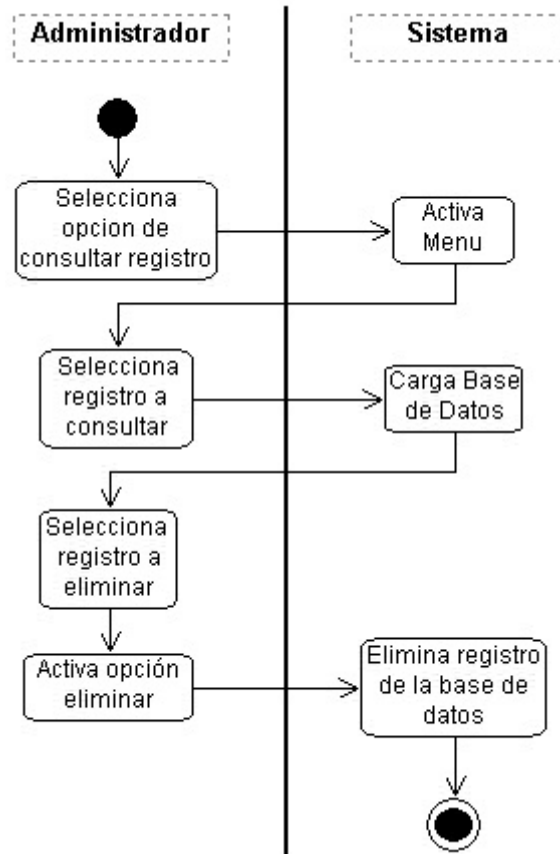 Administrador
Sistema
Selecciona
opcion de
consultar registro
Activa
Menu
Selecciona
registro a
consultar
Carga Base
de Datos
Selecciona
registro a
eliminar
Activa opción
eliminar
Elimina registro
de la base de
datos